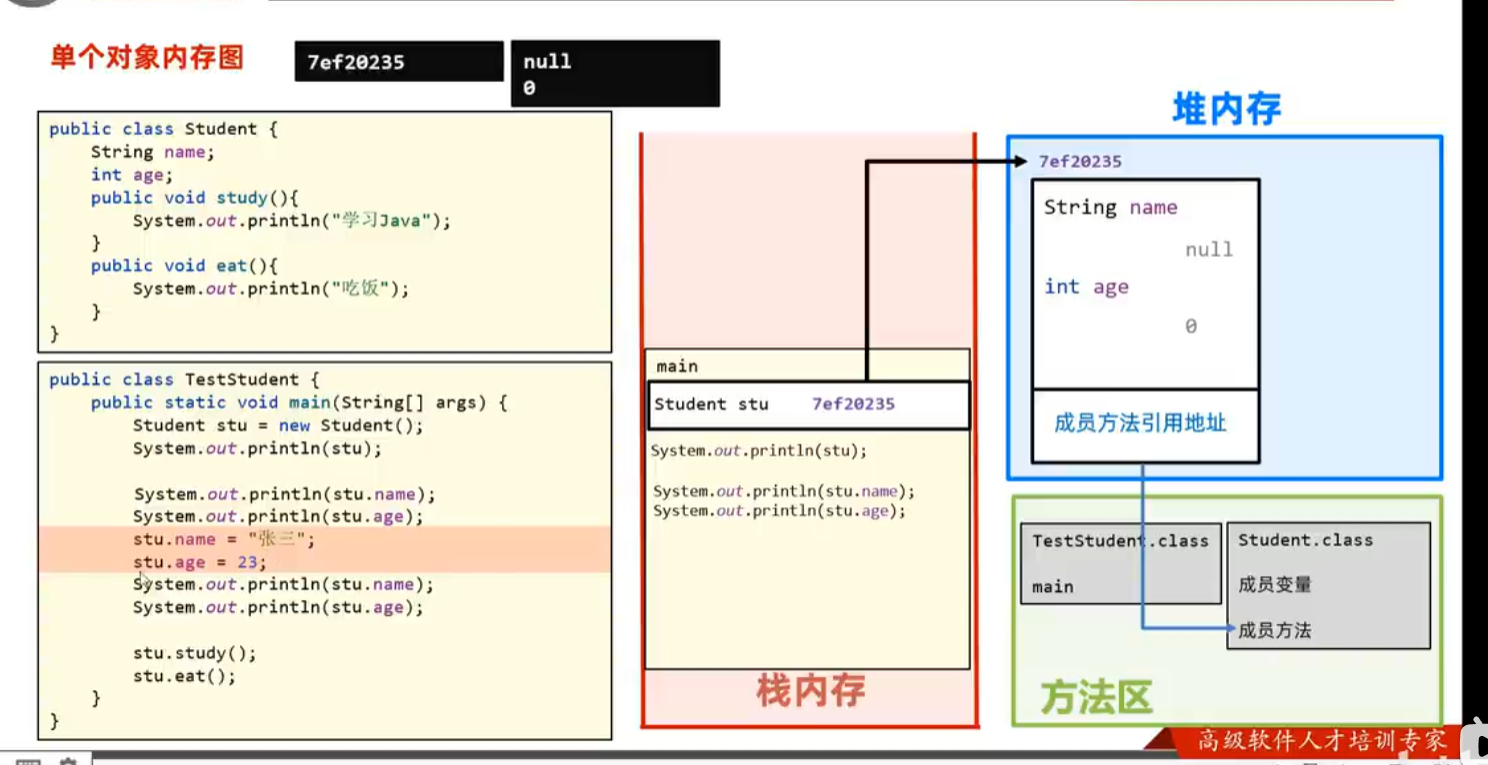 单个对象内存图
7ef20235
null
0
public class Student {
String name;
int age;
public void study(){
System.out.println("学习Java");
}
public void eat(){
System.out.println("吃饭");
}
}
public class TestStudent {
public static void main(String[] args) {
Student stu = new Student();
System.out.println(stu);
System.out.println(stu.name);
System.out.println(stu.age);
stu.name = "张三";
stu.age = 23;
System.out.println(stu.name);
System.out.println(stu.age);
stu.study();
stu.eat();
}
}
main
Student stu 7ef20235
System.out.println(stu);
System.out.println(stu.name);
System.out.println(stu.age);
栈内存
堆内存
7ef20235
String name
null
int age
0
成员方法引用地址
TestStudent.class
main
Student.class
成员变量
成员方法
方法区
高级软件人才培训专家